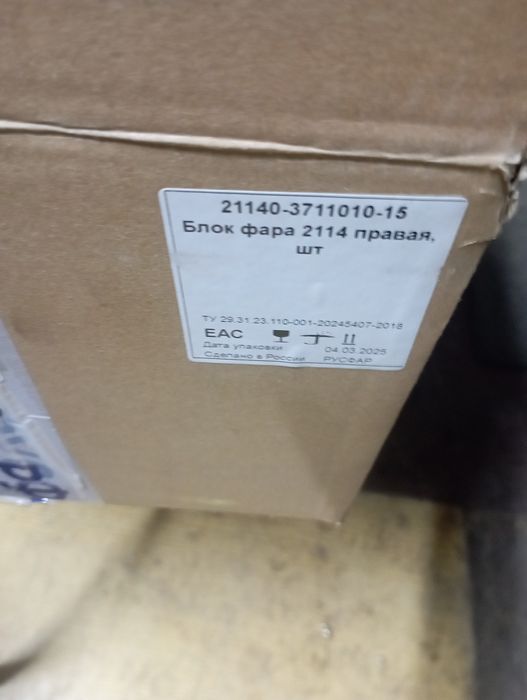 21140-3711010-15
Блок фара 2114 правая,
шт
ТУ 29.31.23.110-001-20245407-2018
EAC
Дата упаковки 04.03.2025
Сделано в России РУСФАР